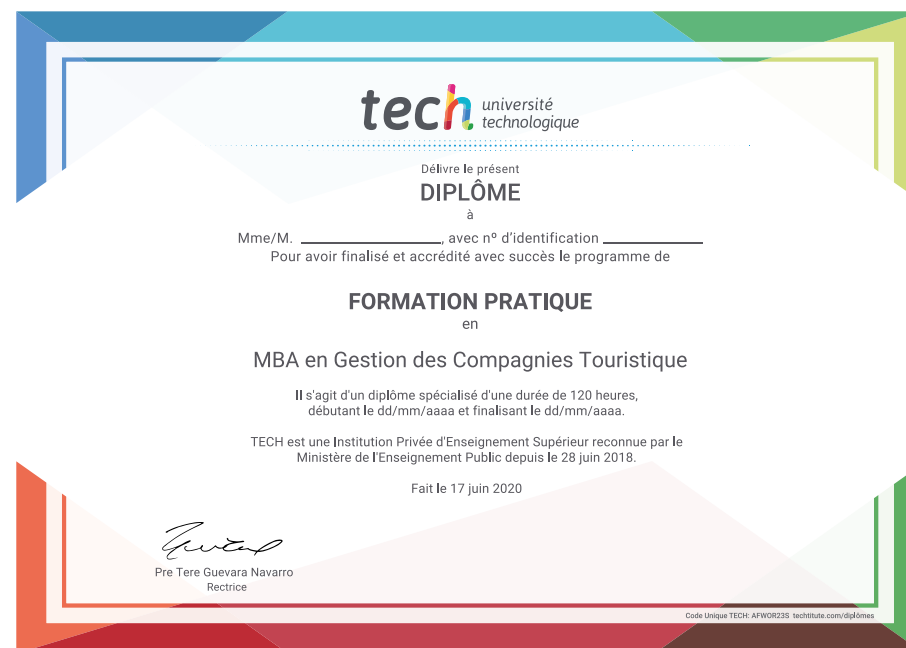 tech université
technologique
Délivre le présent
DIPLÔME
à
Mme/M. ____________________, avec nº d'identification ______________
Pour avoir finalisé et accrédité avec succès le programme de
FORMATION PRATIQUE
en
MBA en Gestion des Compagnies Touristique
Il s'agit d'un diplôme spécialisé d'une durée de 120 heures,
débutant le dd/mm/aaaa et finalisant le dd/mm/aaaa.
TECH est une Institution Privée d'Enseignement Supérieur reconnue par le
Ministère de l'Enseignement Public depuis le 28 juin 2018.
Fait le 17 juin 2020
Pre Tere Guevara Navarro
Rectrice
Code Unique TECH: AFWOR23S techtitute.com/diplômes